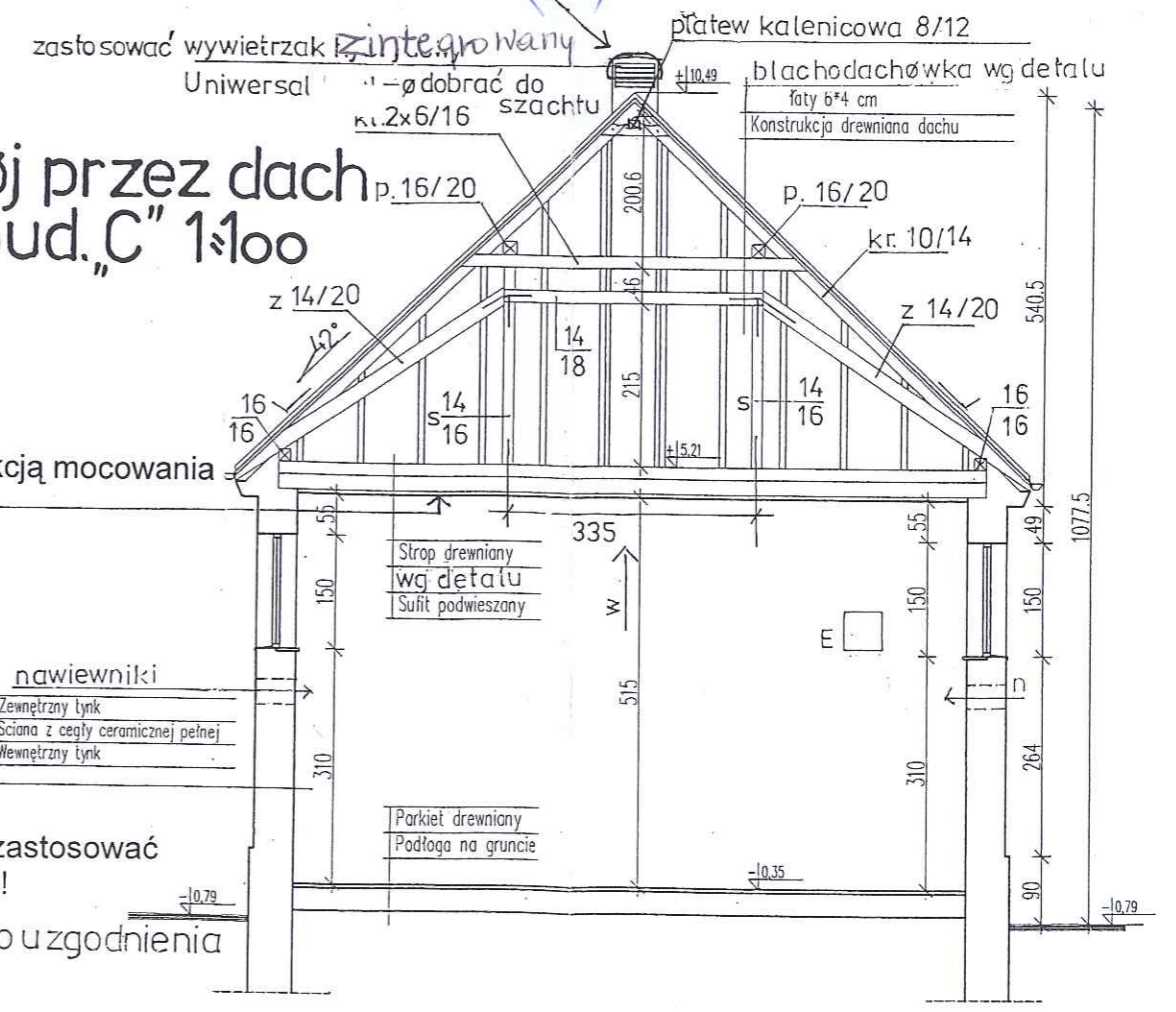 zastosować wywietrzak zintegrowany
Uniwersal -ø dobrać do
szachtu
płatew kalenicowa 8/12
+10,49
blachodachówka wg detalu
łaty 6*4 cm
Konstrukcja drewniana dachu
2x6/16
ój przez dach
ud.„C" 1:100
p. 16/20
p. 16/20
kr. 10/14
200.6
46
215
540.5
1077.5
z 14/20
z 14/20
42°
14
18
16
16
s 14
16
s 14
16
16
16
+5,21
kcją mocowania
335
55
150
310
515
55
150
310
49
150
264
90
Strop drewniany
wg detalu
Sufit podwieszany
w
E
n
nawiewniki
Zewnętrzny tynk
Ściana z cegły ceramicznej pełnej
Wewnętrzny tynk
Parkiet drewniany
Podłoga na gruncie
zastosować
!
-0,79
-0,35
-0,79
o uzgodnienia